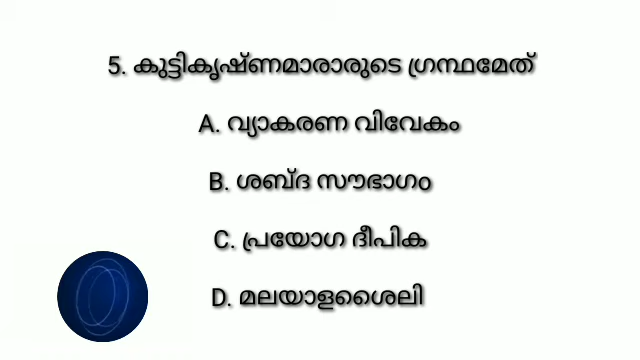 5. കുട്ടികൃഷ്ണമാരാരുടെ ഗ്രന്ഥമേത്
A. വ്യാകരണ വിവേകം
B. ശബ്ദ സൗഭാഗം
C. പ്രയോഗ ദീപിക
D. മലയാളശൈലി